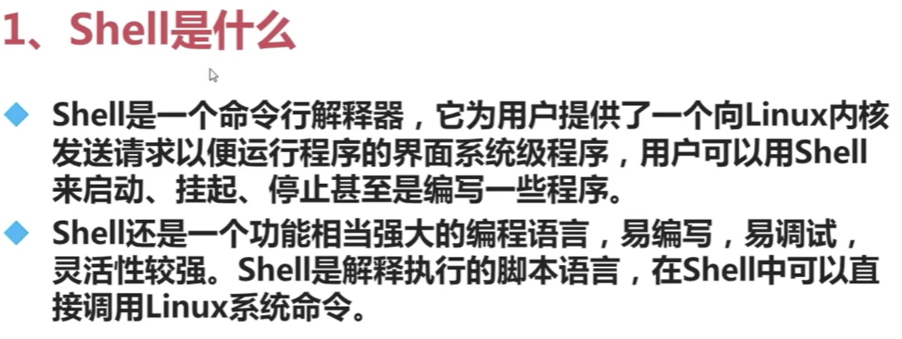 1、Shell是什么
Shell是一个命令行解释器，它为用户提供了一个向Linux内核
发送请求以便运行程序的界面系统级程序，用户可以用Shell
来启动、挂起、停止甚至是编写一些程序。
Shell还是一个功能相当强大的编程语言，易编写，易调试，
灵活性较强。Shell是解释执行的脚本语言，在Shell中可以直
接调用Linux系统命令。